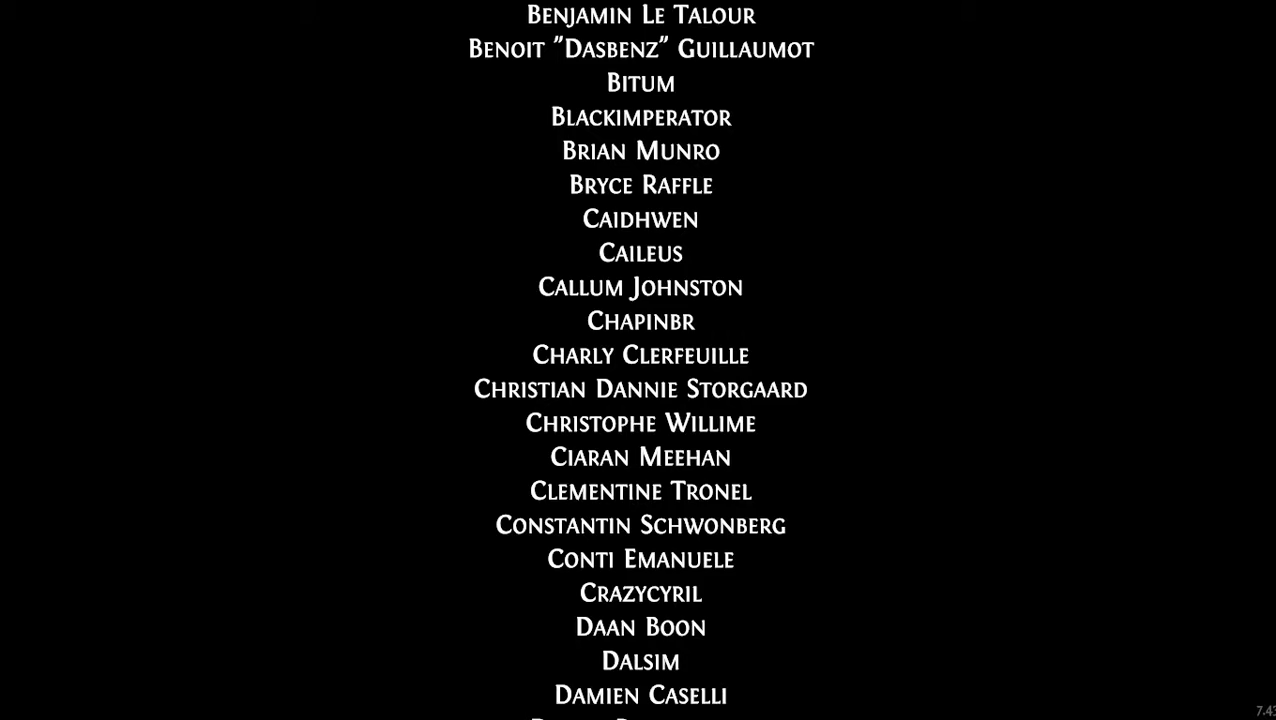 Benjamin Le Talour
Benoit "Dasbenz" Guillaumot
Bitum
Blackimperator
Brian Munro
Bryce Raffle
Caidhwen
Caileus
Callum Johnston
Chapinbr
Charly Clerfeuille
Christian Dannie Storgaard
Christophe Willime
Ciaran Meehan
Clementine Tronel
Constantin Schwonberg
Conti Emanuele
Crazycyril
Daan Boon
Dalsim
Damien Caselli
7.43